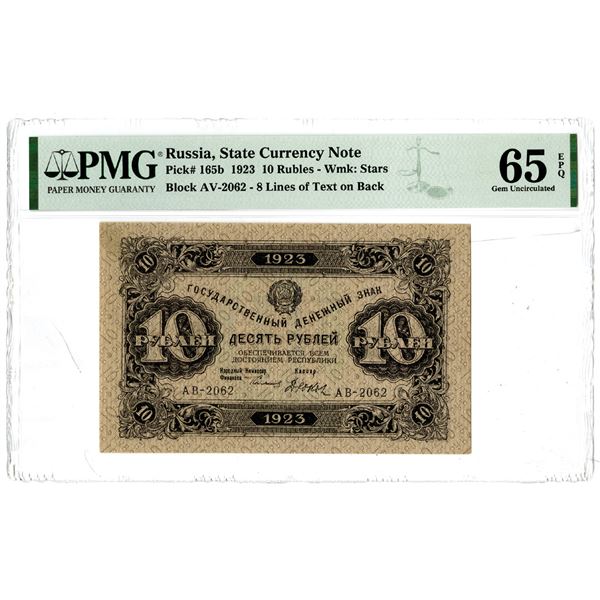 PMG
PAPER MONEY GUARANTY
Russia, State Currency Note
Pick# 165b 1923 10 Rubles - Wmk: Stars
Block AV-2062 - 8 Lines of Text on Back
65 EPQ
Gem Uncirculated
10 1923 10
ГОСУДАРСТВЕННЫЙ ДЕНЕЖНЫЙ ЗНАК
10 РУБЛЕЙ
ДЕСЯТЬ РУБЛЕЙ
ОБЕСПЕЧИВАЕТСЯ ВСЕМ
ДОСТОЯНИЕМ РЕСПУБЛИКИ
10 РУБЛЕЙ
Народный Комиссар Финансов
Кассир
АВ-2062 АВ-2062
10 1923 10